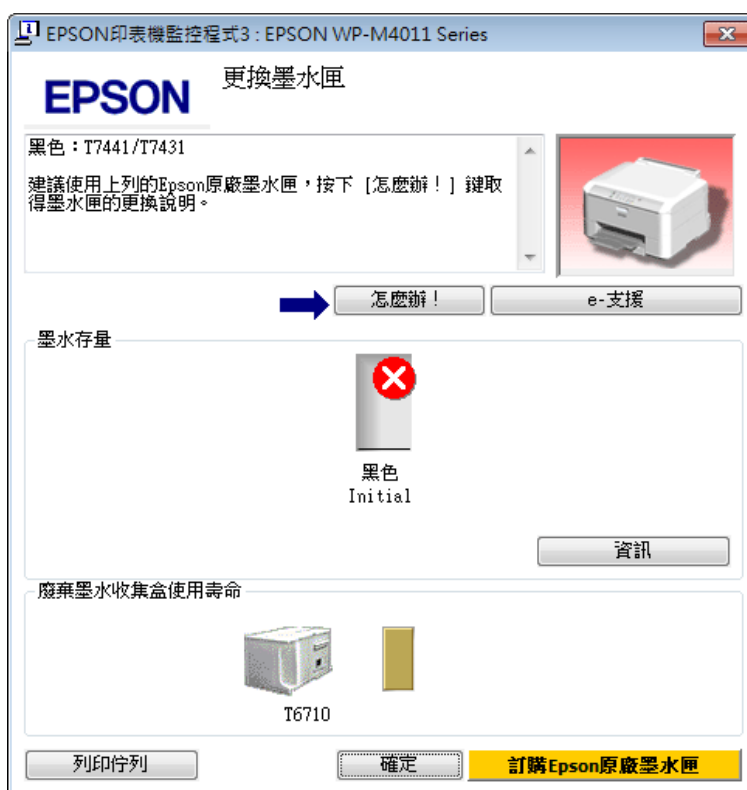 EPSON印表機監控程式3 : EPSON WP-M4011 Series
EPSON
更換墨水匣
黑色：T7441/T7431
建議使用上列的Epson原廠墨水匣，按下 [怎麼辦！] 鍵取
得墨水匣的更換說明。
怎麼辦！
e-支援
墨水存量
黑色
Initial
資訊
廢棄墨水收集盒使用壽命
T6710
列印佇列
確定
訂購Epson原廠墨水匣